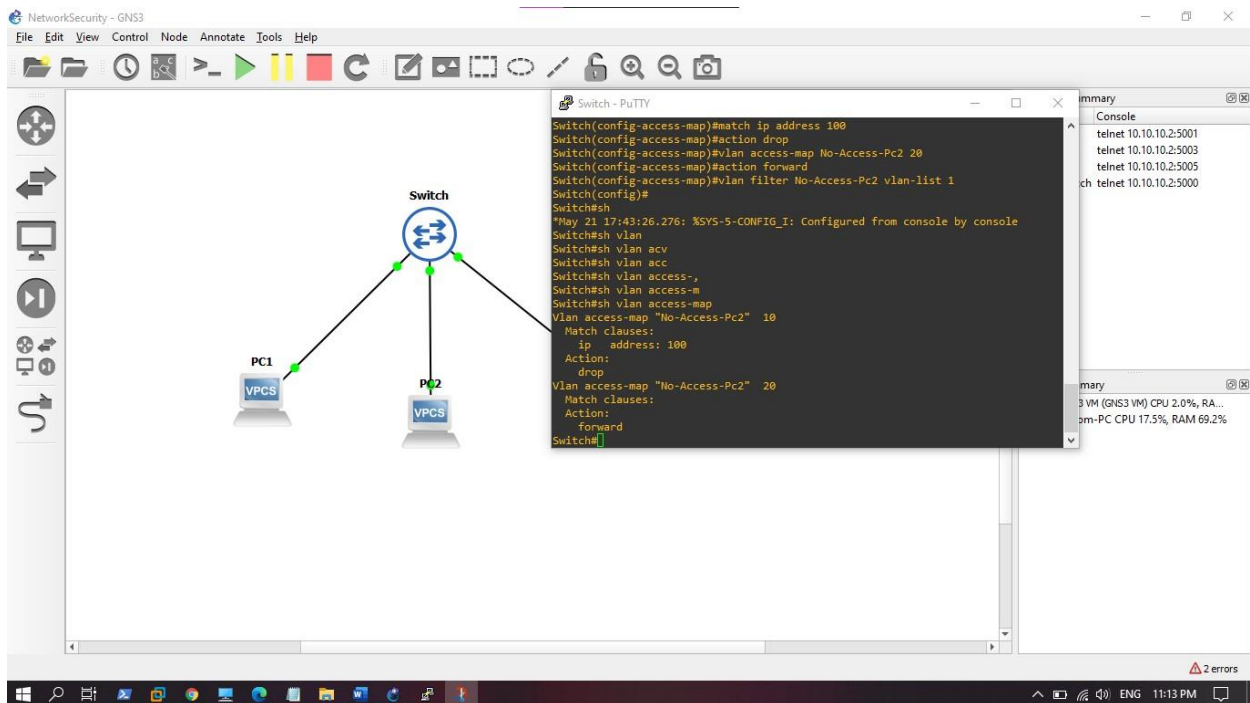 NetworkSecurity - GNS3
File Edit View Control Node Annotate Tools Help
Switch
PC1
VPCS
PC2
VPCS
Switch - PuTTY
Switch(config-access-map)#match ip address 100
Switch(config-access-map)#action drop
Switch(config-access-map)#vlan access-map No-Access-Pc2 20
Switch(config-access-map)#action forward
Switch(config-access-map)#vlan filter No-Access-Pc2 vlan-list 1
Switch(config)#
Switch#sh
*May 21 17:43:26.276: %SYS-5-CONFIG_I: Configured from console by console
Switch#sh vlan
Switch#sh vlan acv
Switch#sh vlan acc
Switch#sh vlan access-,
Switch#sh vlan access-m
Switch#sh vlan access-map
Vlan access-map "No-Access-Pc2" 10
Match clauses:
ip address: 100
Action:
drop
Vlan access-map "No-Access-Pc2" 20
Match clauses:
Action:
forward
Switch#
mmary
Console
telnet 10.10.10.2:5001
telnet 10.10.10.2:5003
telnet 10.10.10.2:5005
ch telnet 10.10.10.2:5000
mary
3 VM (GNS3 VM) CPU 2.0%, RA...
om-PC CPU 17.5%, RAM 69.2%
2 errors
ENG 11:13 PM